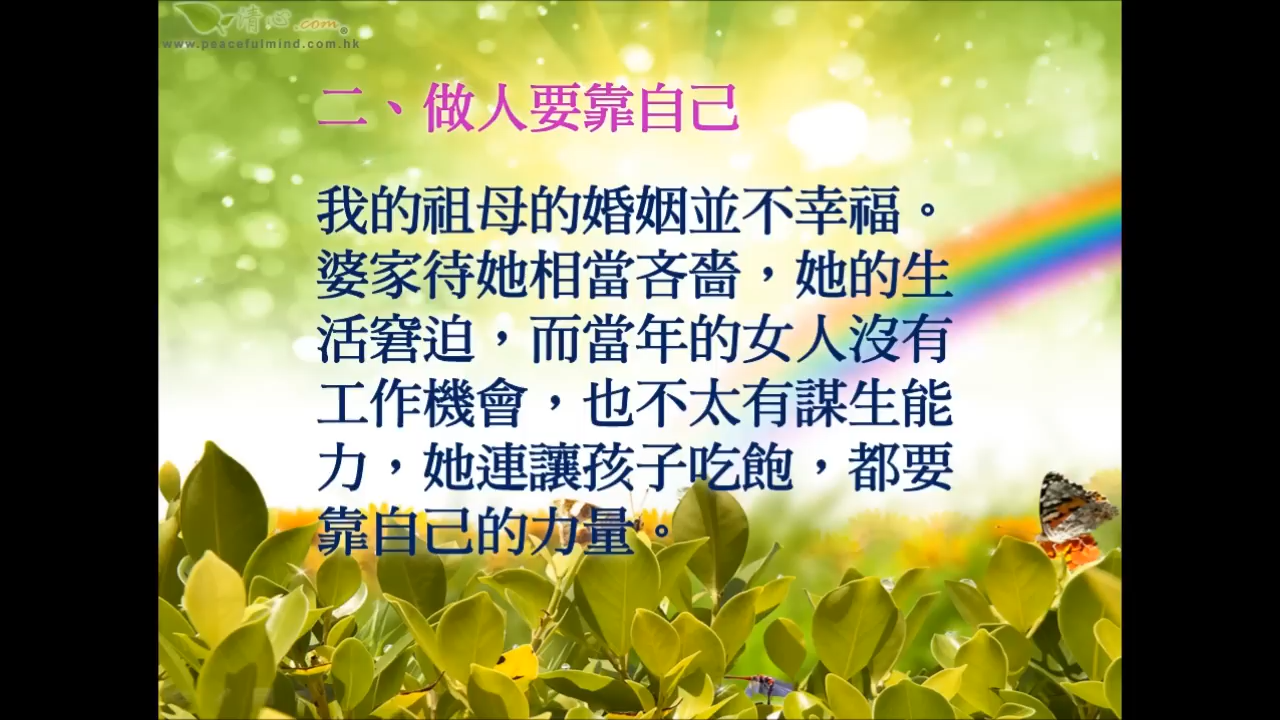 情心.com®
www.peacefulmind.com.hk
二、做人要靠自己
我的祖母的婚姻並不幸福。
婆家待她相當吝嗇，她的生
活窘迫，而當年的女人沒有
工作機會，也不太有謀生能
力，她連讓孩子吃飽，都要
靠自己的力量。